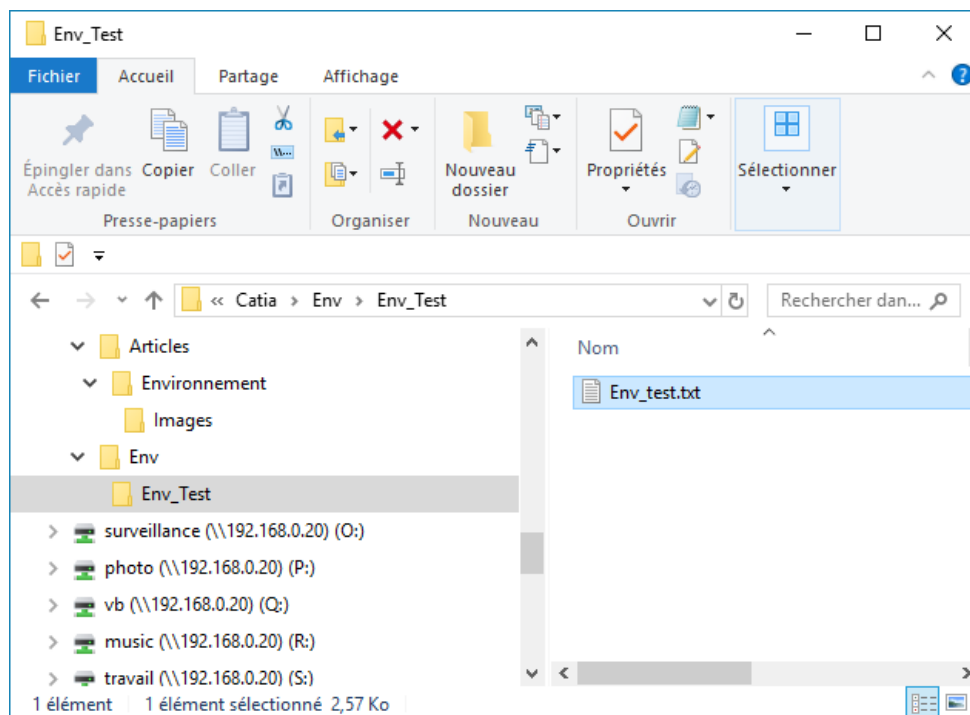 Env_Test
Fichier Accueil Partage Affichage
Épingler dans Accès rapide
Copier
Coller
W...
Nouveau dossier
Propriétés
Sélectionner
Presse-papiers Organiser Nouveau Ouvrir
« Catia > Env > Env_Test
Rechercher dan...
Articles
Environnement
Images
Env
Env_Test
surveillance (\\192.168.0.20) (O:)
photo (\\192.168.0.20) (P:)
vb (\\192.168.0.20) (Q:)
music (\\192.168.0.20) (R:)
travail (\\192.168.0.20) (S:)
Nom
Env_test.txt
1 élément 1 élément sélectionné 2,57 Ko